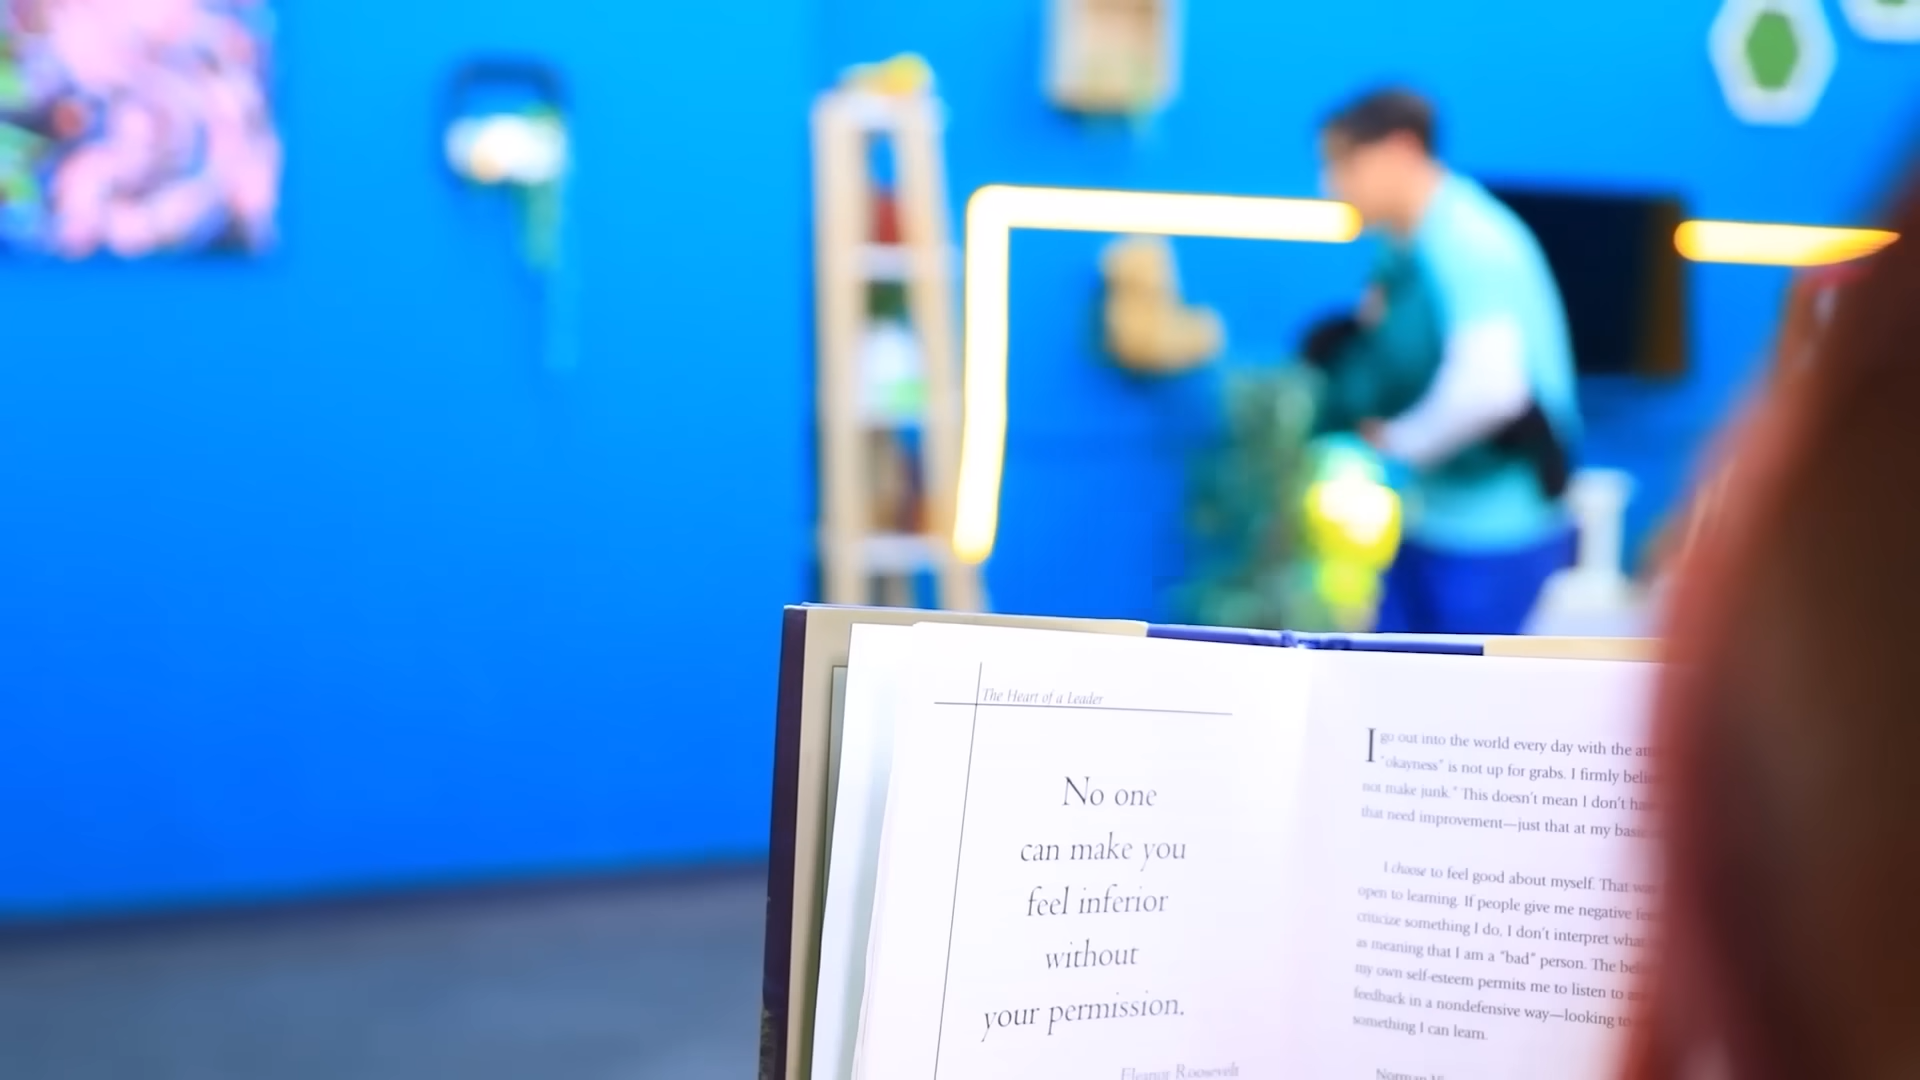 The Heart of a Leader
No one
can make you
feel inferior
without
your permission.
Eleanor Roosevelt
I go out into the world every day with the
"okayness" is not up for grabs. I firmly
not make junk." This doesn't mean I don't
that need improvement—just that at my
I choose to feel good about myself. That
open to learning. If people give me negative
criticize something I do, I don't interpret
as meaning that I am a "bad" person. The
my own self-esteem permits me to listen to
feedback in a nondefensive way—looking to
something I can learn.